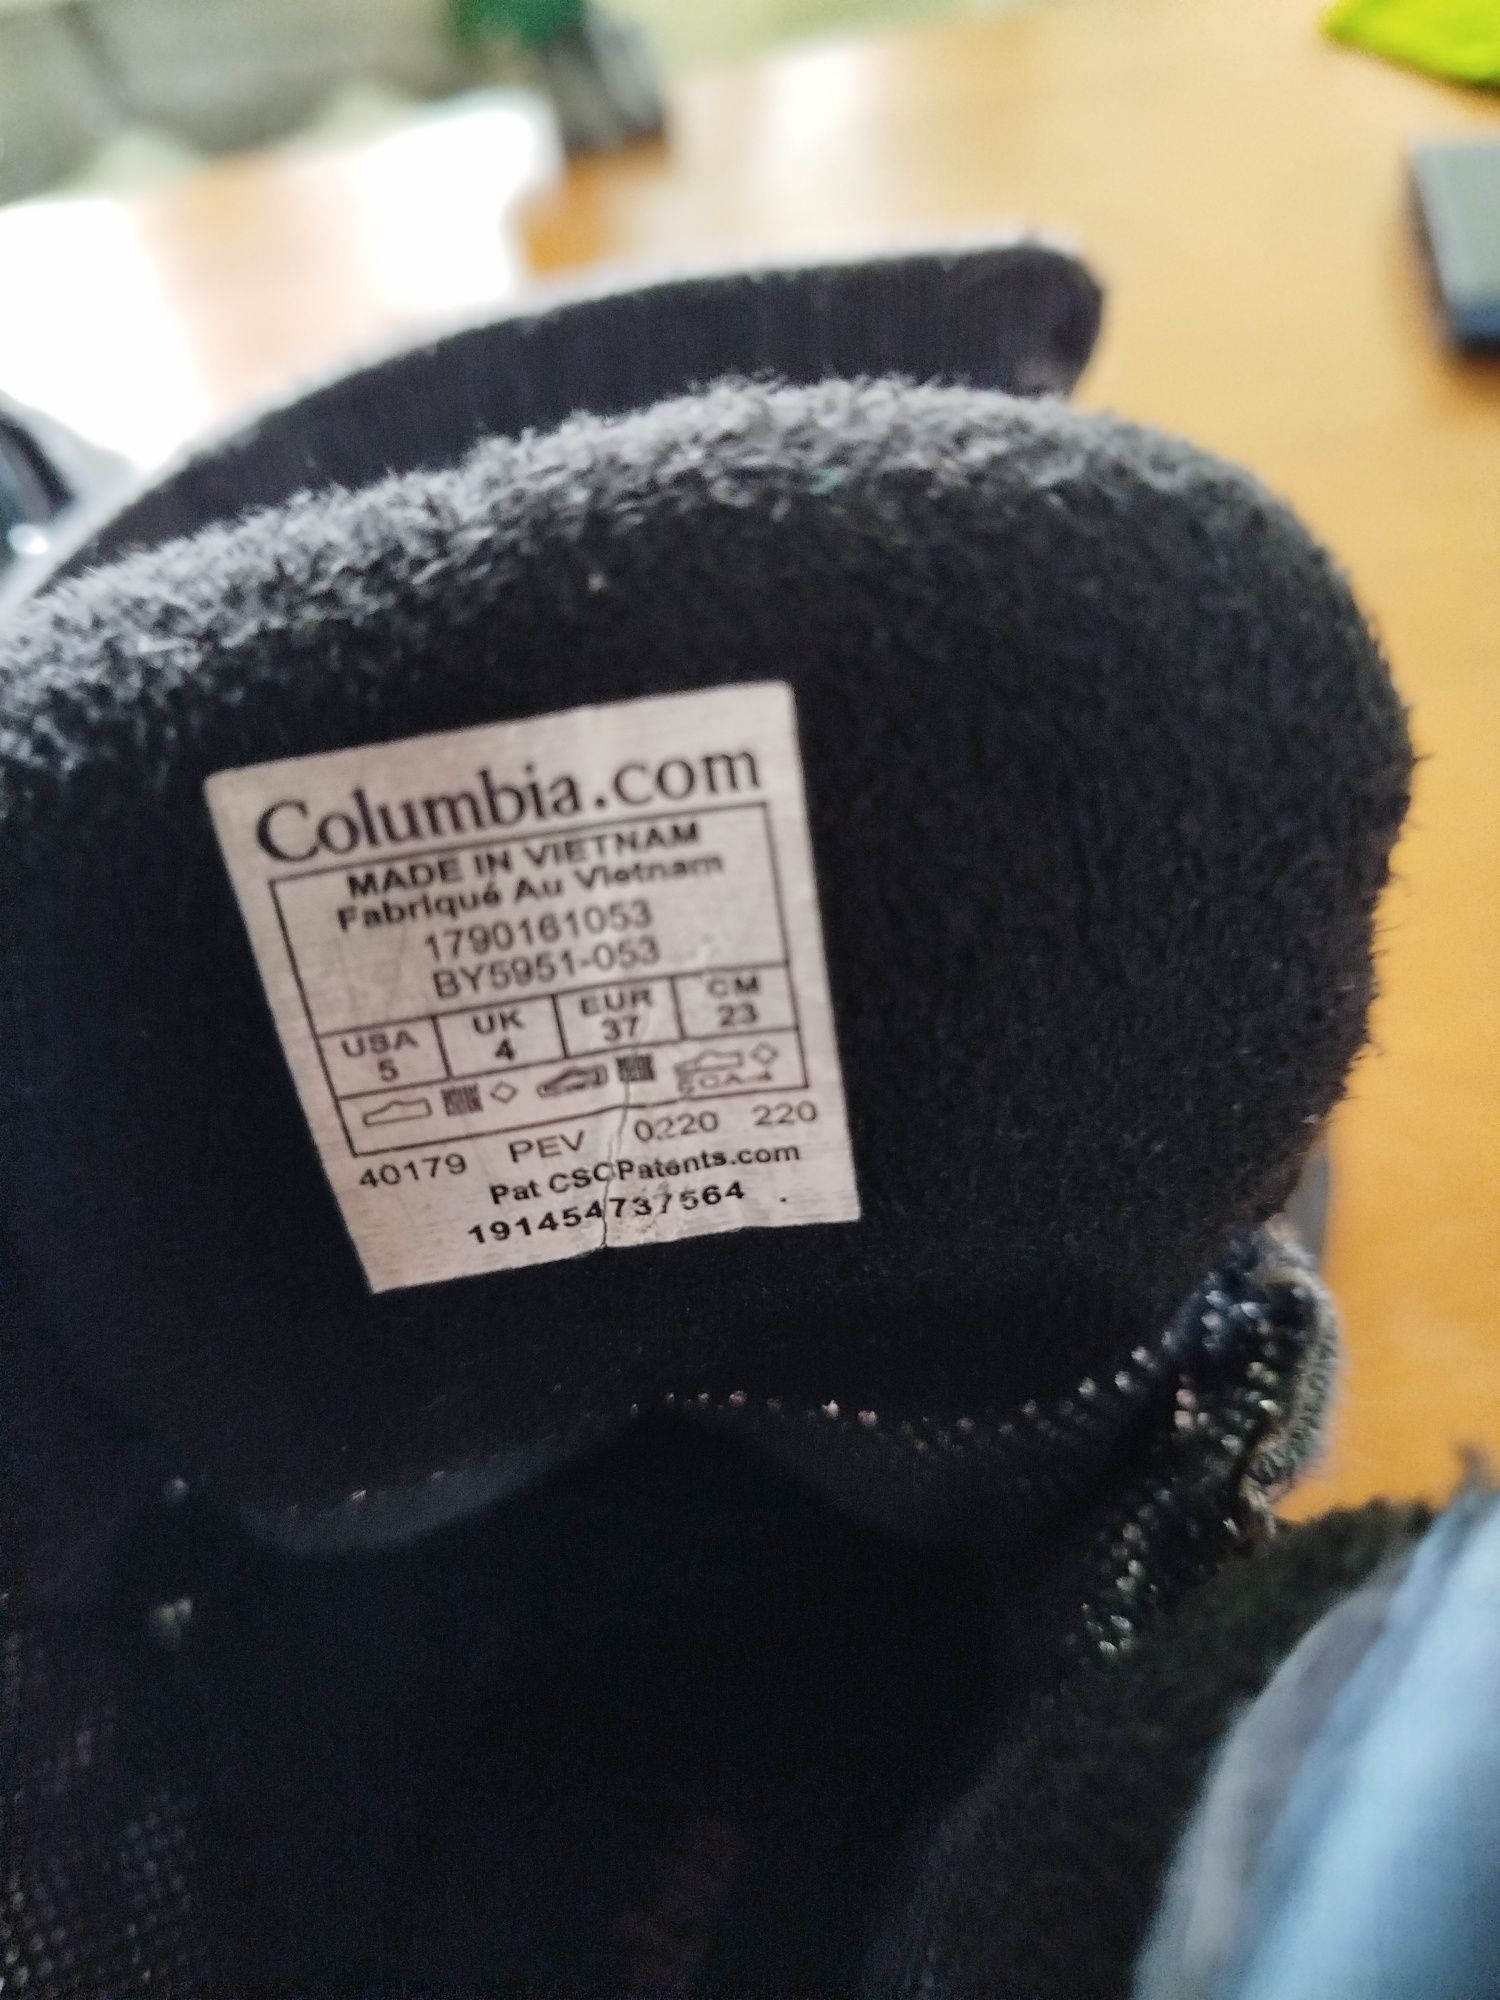 Columbia.com
MADE IN VIETNAM
Fabriqué Au Vietnam
1790161053
BY5951-053
USA UK EUR CM
5 4 37 23
40179 PEV 0220 220
Pat CSCPatents.com
191454737564 .